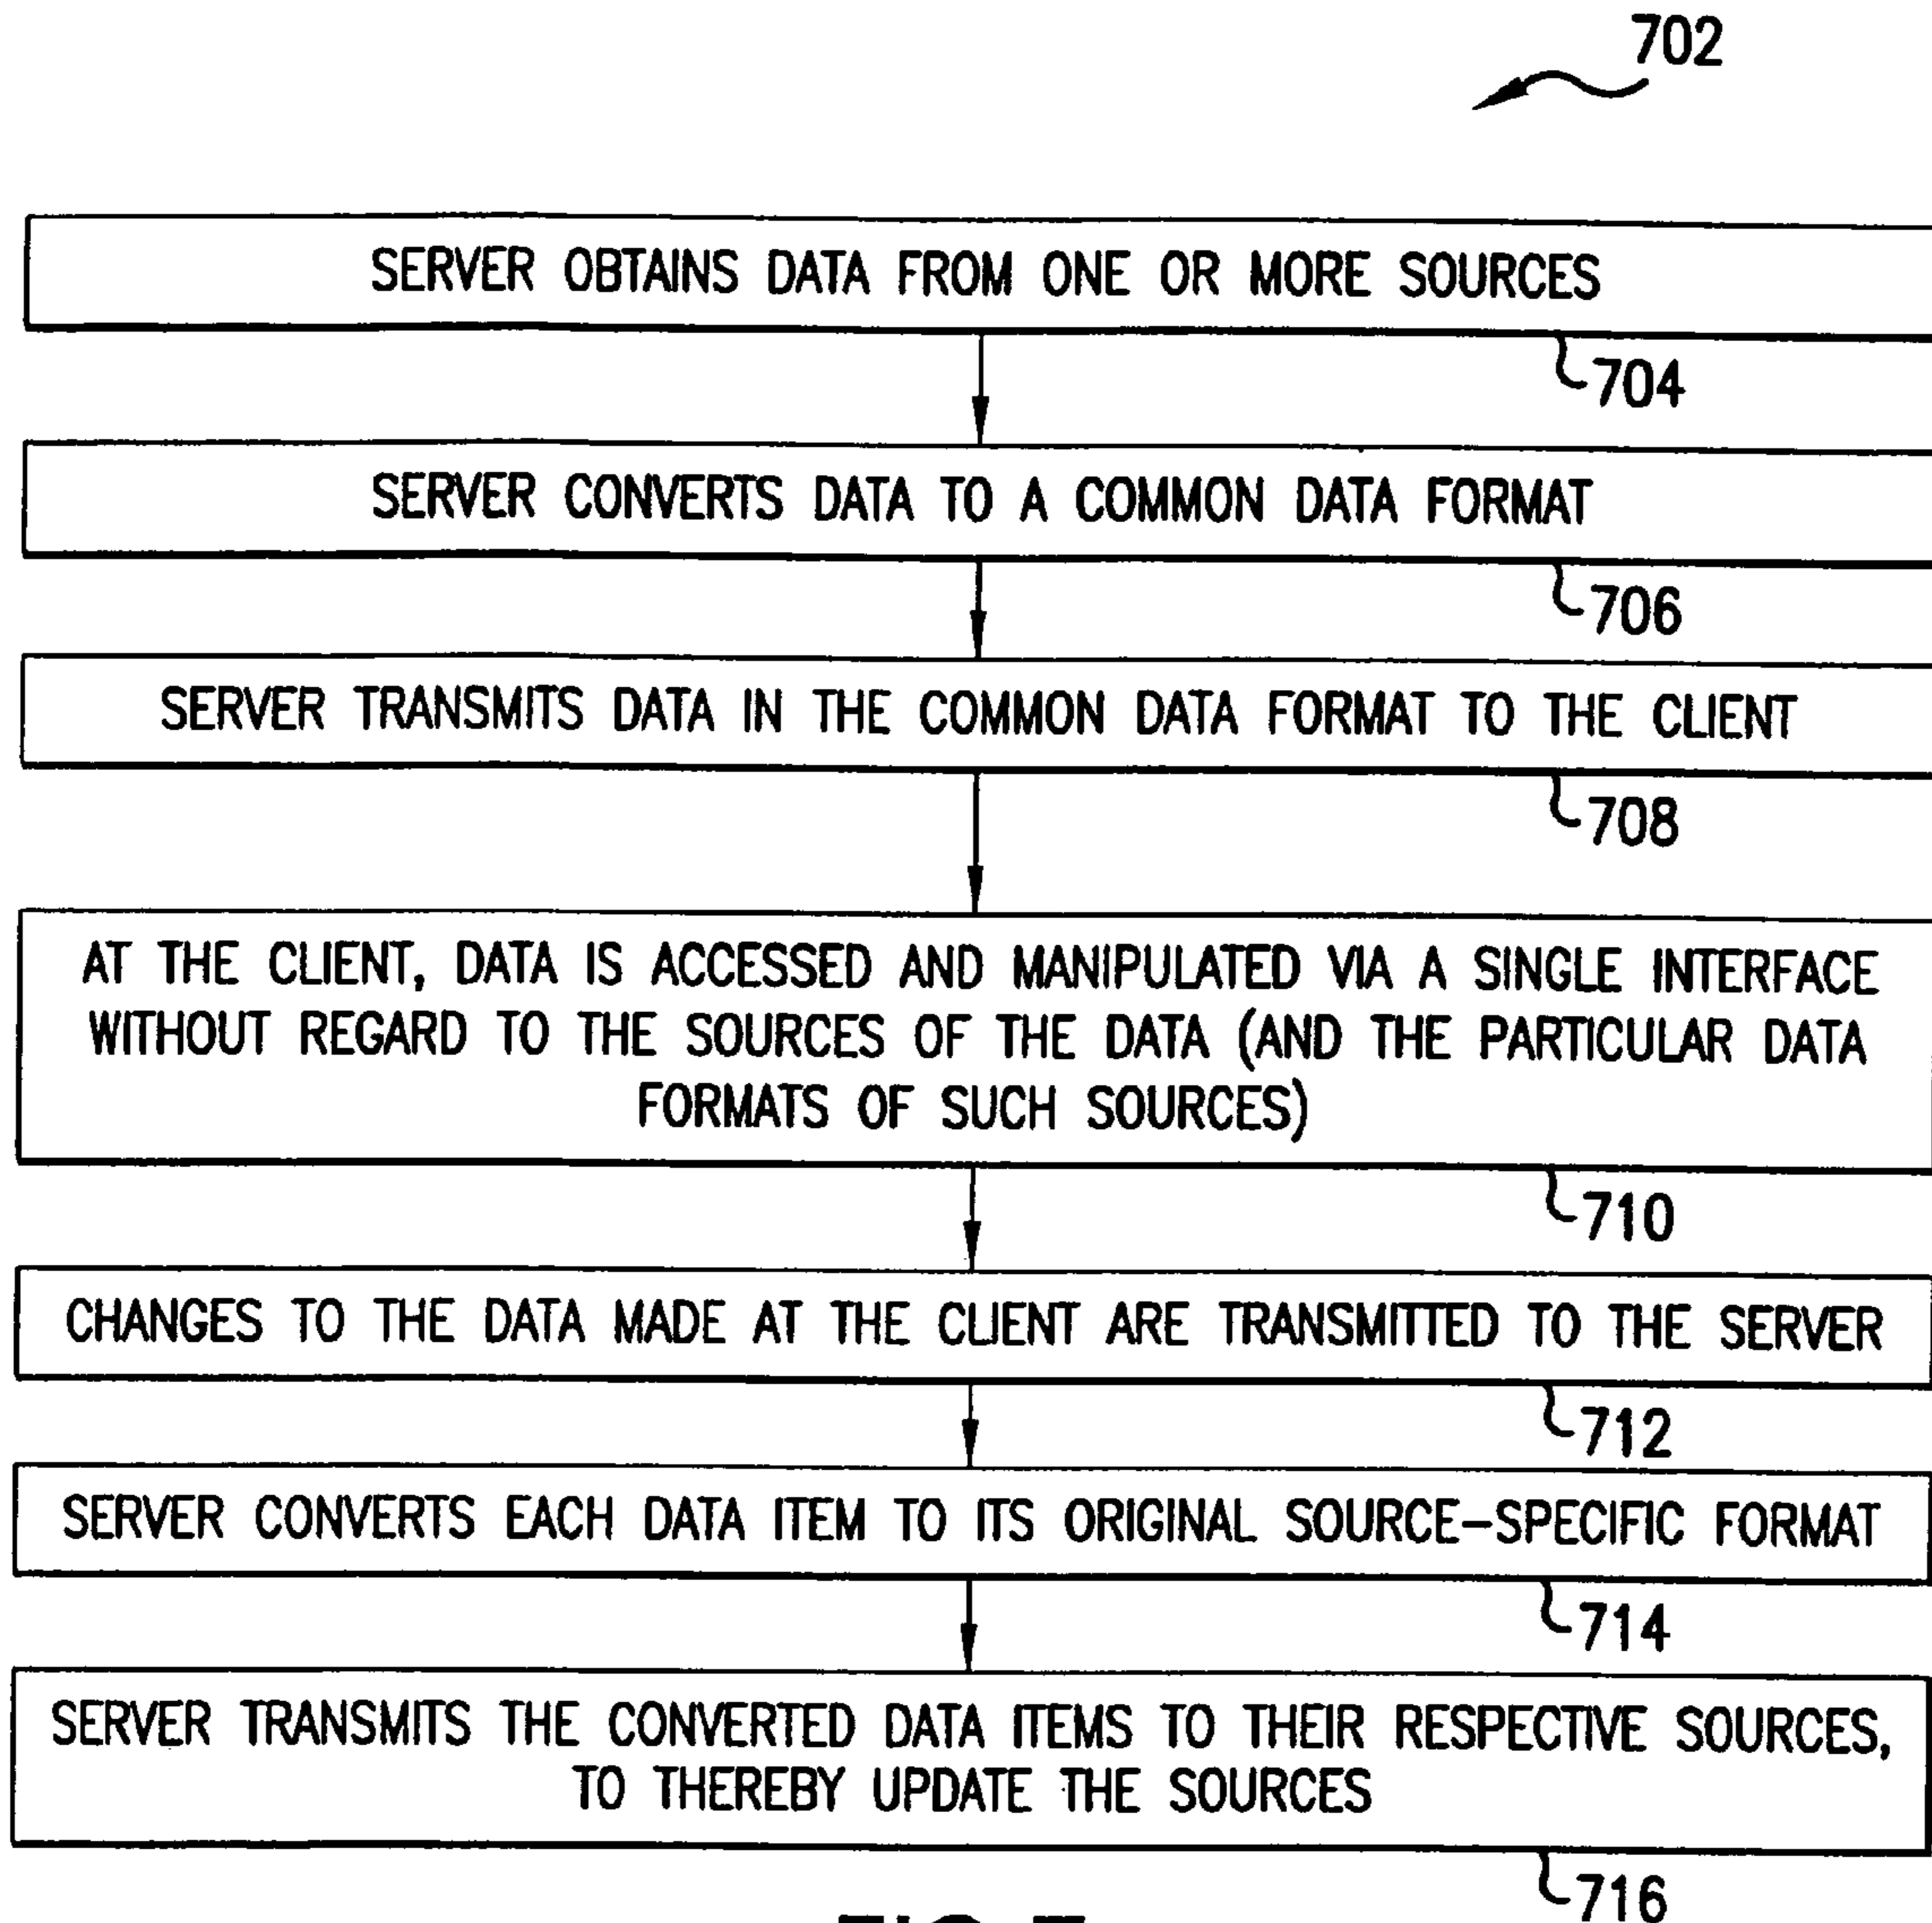 702
SERVER OBTAINS DATA FROM ONE OR MORE SOURCES
704
SERVER CONVERTS DATA TO A COMMON DATA FORMAT
706
SERVER TRANSMITS DATA IN THE COMMON DATA FORMAT TO THE CLIENT
708
AT THE CLIENT, DATA IS ACCESSED AND MANIPULATED VIA A SINGLE INTERFACE
WITHOUT REGARD TO THE SOURCES OF THE DATA (AND THE PARTICULAR DATA
FORMATS OF SUCH SOURCES)
710
CHANGES TO THE DATA MADE AT THE CLIENT ARE TRANSMITTED TO THE SERVER
712
SERVER CONVERTS EACH DATA ITEM TO ITS ORIGINAL SOURCE-SPECIFIC FORMAT
714
SERVER TRANSMITS THE CONVERTED DATA ITEMS TO THEIR RESPECTIVE SOURCES,
TO THEREBY UPDATE THE SOURCES
716